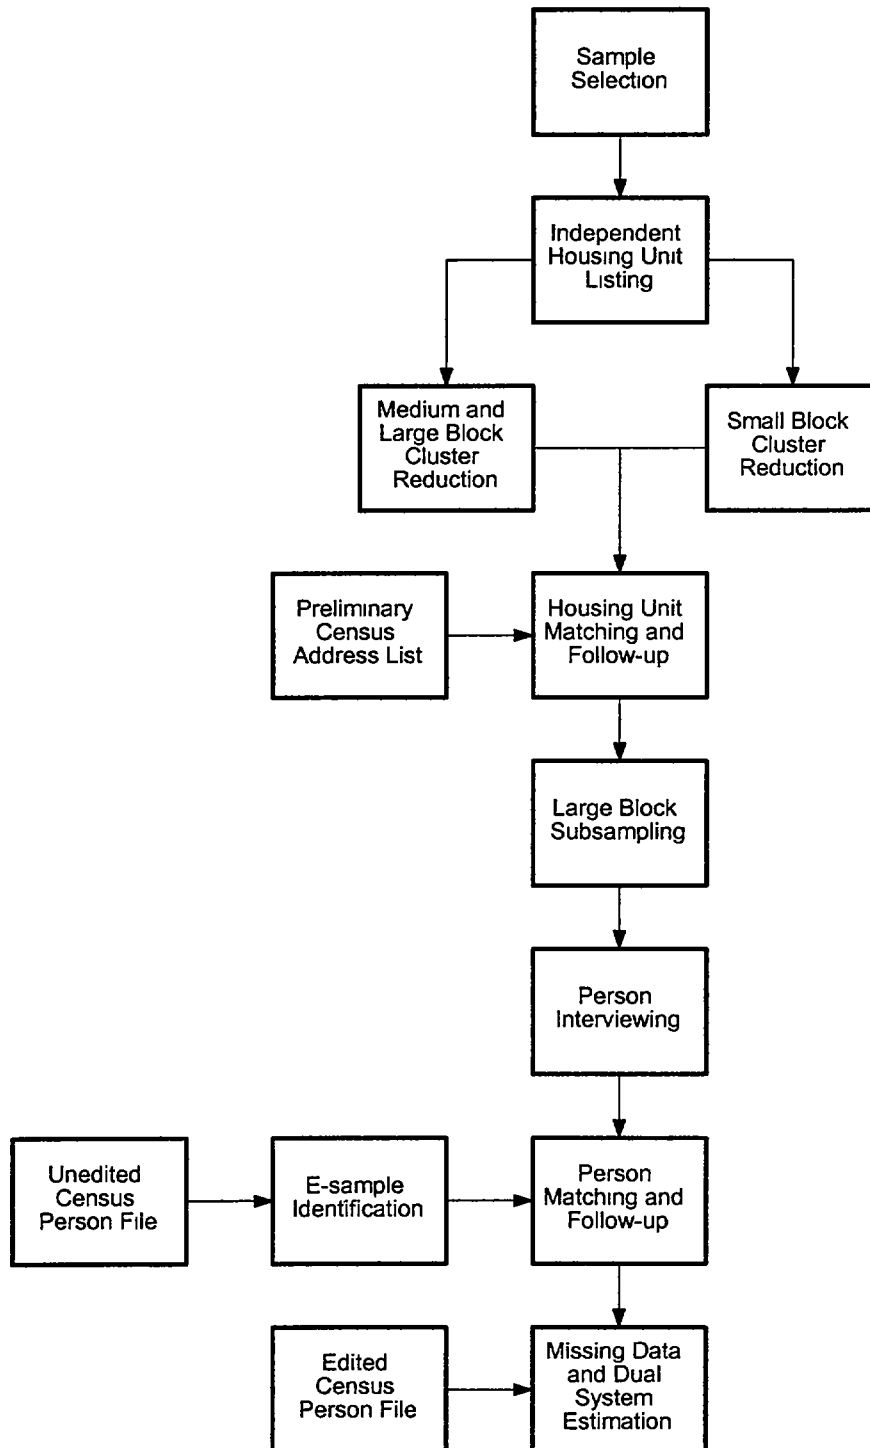 Sample
Selection
Independent
Housing Unit
Listing
Medium and
Large Block
Cluster
Reduction
Small Block
Cluster
Reduction
Preliminary
Census
Address List
Housing Unit
Matching and
Follow-up
Large Block
Subsampling
Person
Interviewing
Unedited
Census
Person File
E-sample
Identification
Person
Matching and
Follow-up
Edited
Census
Person File
Missing Data
and Dual
System
Estimation